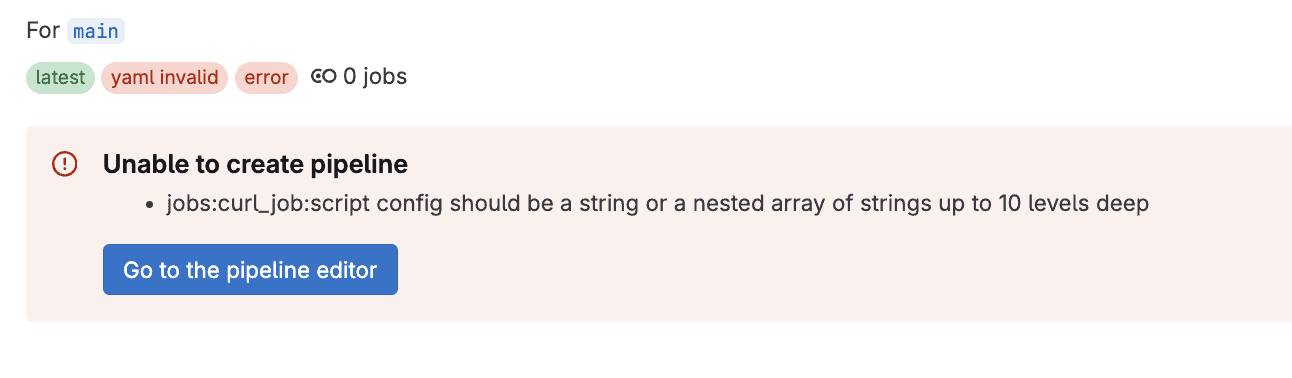 For main
latest yaml invalid error 0 jobs
Unable to create pipeline
• jobs:curl_job:script config should be a string or a nested array of strings up to 10 levels deep
Go to the pipeline editor